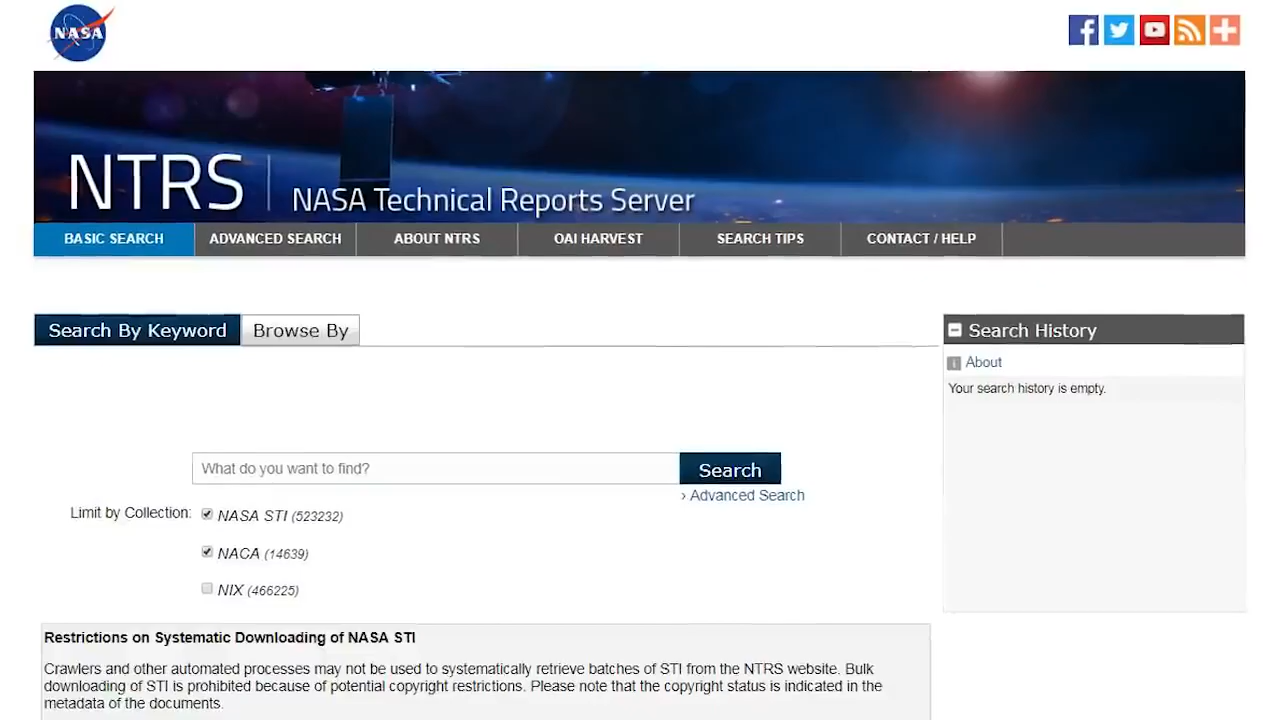 NASA
NTRS | NASA Technical Reports Server
BASIC SEARCH ADVANCED SEARCH ABOUT NTRS OAI HARVEST SEARCH TIPS CONTACT / HELP
Search By Keyword Browse By
Search History
About
Your search history is empty.
What do you want to find? Search
› Advanced Search
Limit by Collection: NASA STI (523232)
NACA (14639)
NIX (466225)
Restrictions on Systematic Downloading of NASA STI
Crawlers and other automated processes may not be used to systematically retrieve batches of STI from the NTRS website. Bulk
downloading of STI is prohibited because of potential copyright restrictions. Please note that the copyright status is indicated in the
metadata of the documents.